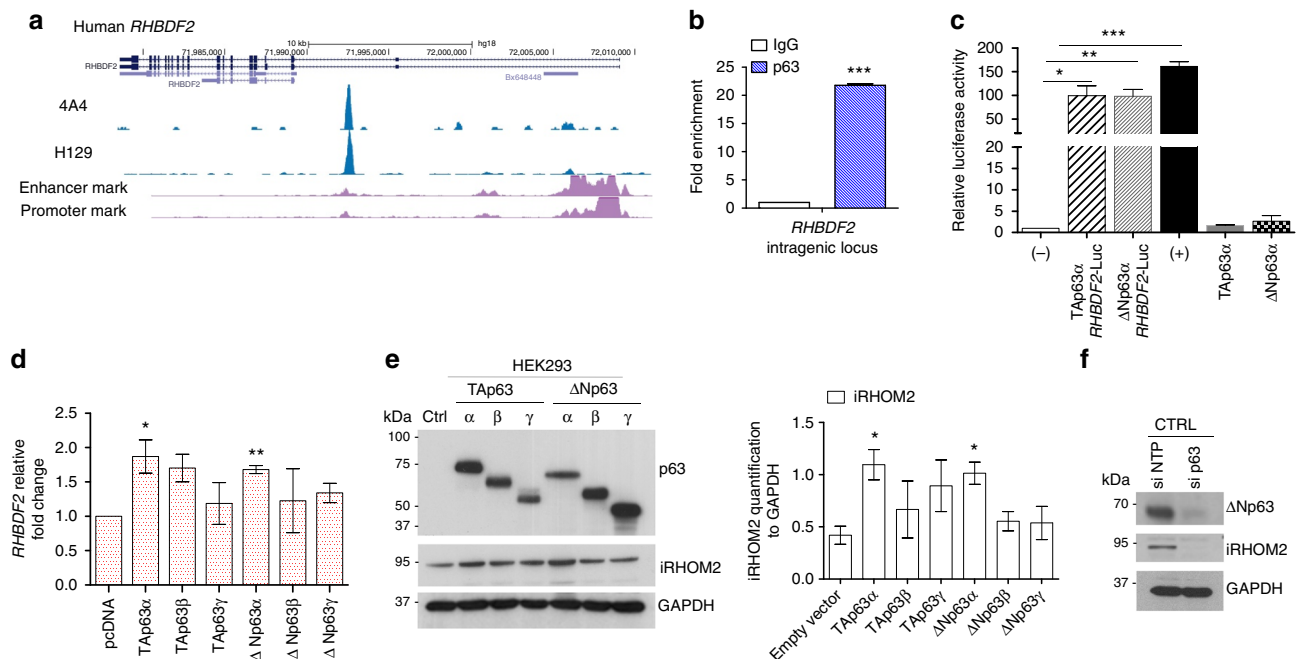 a
Human RHBDF2
10 kb hg18
71,985,000 71,990,000 71,995,000 72,000,000 72,005,000 72,010,000
RHBDF2
RHBDF2
Bx648448
4A4
H129
Enhancer mark
Promoter mark
b
IgG
p63
***
Fold enrichment
25
20
15
10
5
0
RHBDF2
intragenic locus
c
***
**
*
Relative luciferase activity
200
150
100
50
20
15
10
5
0
(–)
TAp63α
RHBDF2-Luc
ΔNp63α
RHBDF2-Luc
(+)
TAp63α
ΔNp63α
d
RHBDF2 relative
fold change
2.5
2.0
1.5
1.0
0.5
0.0
*
**
pcDNA
TAp63α
TAp63β
TAp63γ
Δ Np63α
Δ Np63β
Δ Np63γ
e
HEK293
TAp63 ΔNp63
kDa Ctrl α β γ α β γ
100
75
50
37
p63
95
iRHOM2
37
GAPDH
iRHOM2
iRHOM2 quantification
to GAPDH
1.5
1.0
0.5
0.0
*
*
Empty vector
TAp63α
TAp63β
TAp63γ
ΔNp63α
ΔNp63β
ΔNp63γ
f
CTRL
si NTP
si p63
kDa
70
ΔNp63
95
iRHOM2
37
GAPDH